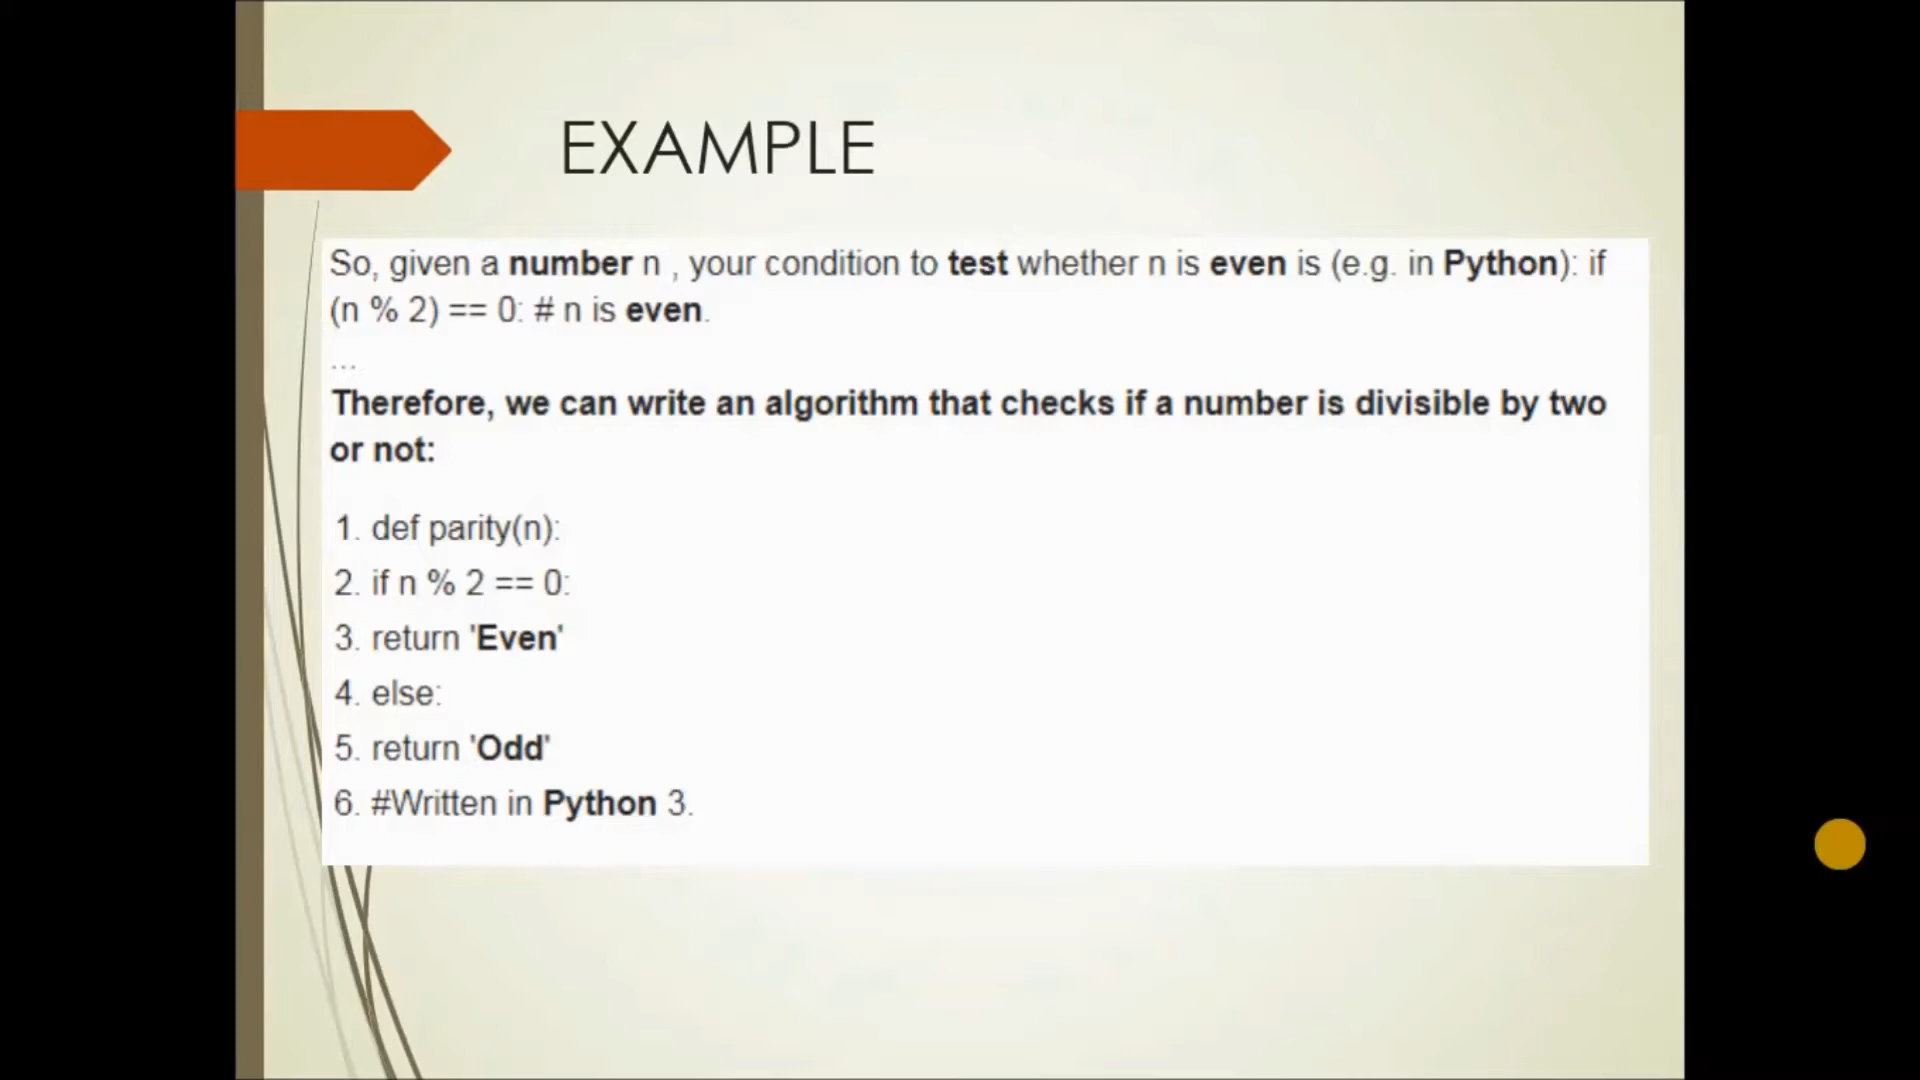 EXAMPLE
So, given a number n , your condition to test whether n is even is (e.g. in Python): if
(n % 2) == 0: # n is even.
...
Therefore, we can write an algorithm that checks if a number is divisible by two
or not:
1. def parity(n):
2. if n % 2 == 0:
3. return 'Even'
4. else:
5. return 'Odd'
6. #Written in Python 3.